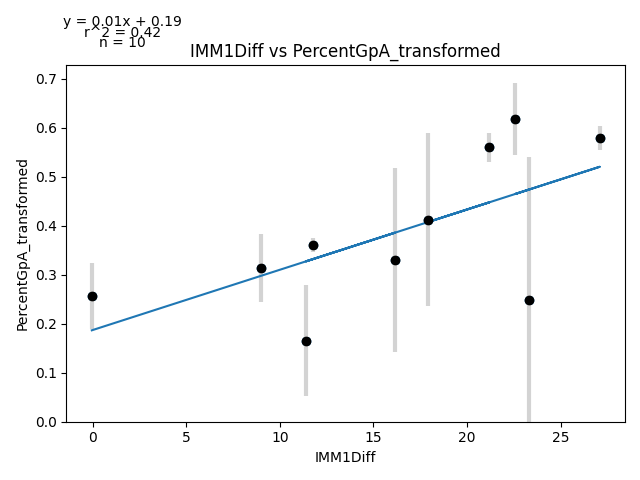 y = 0.01x + 0.19
r^2 = 0.42
n = 10
IMM1Diff vs PercentGpA_transformed
0.7
0.6
0.5
0.4
0.3
0.2
0.1
0.0
PercentGpA_transformed
0 5 10 15 20 25
IMM1Diff